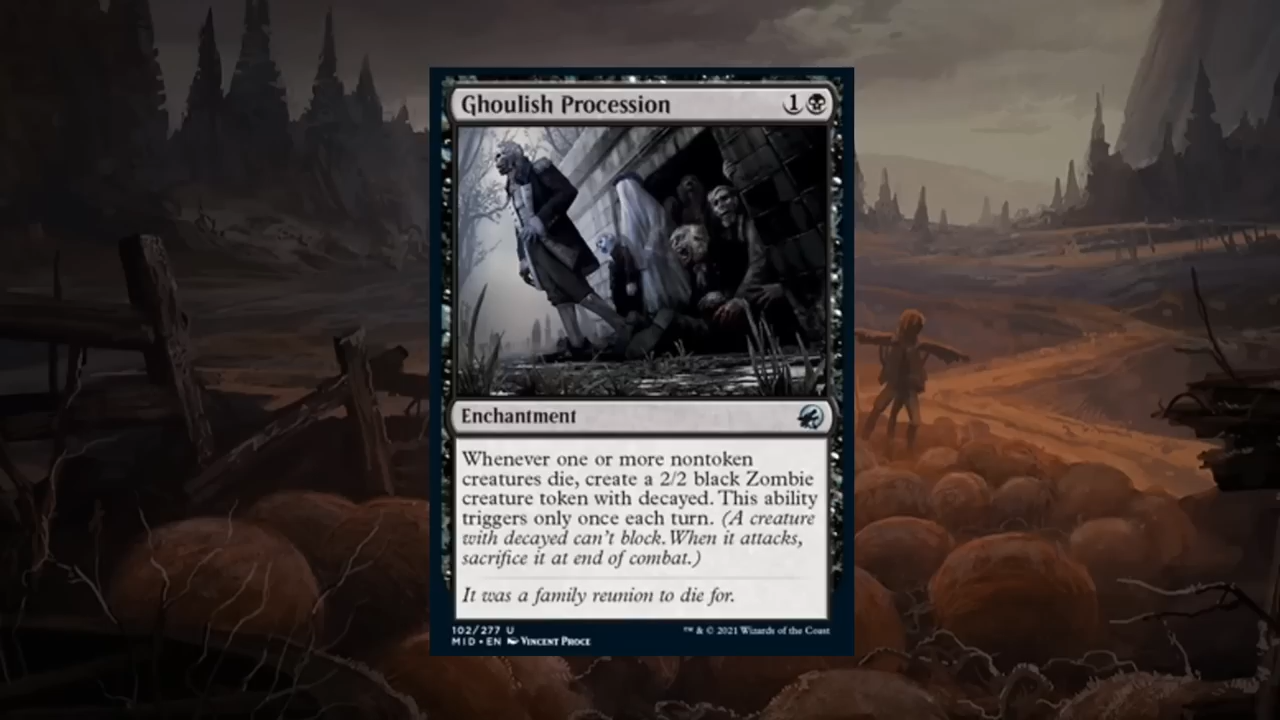 Ghoulish Procession 1
Enchantment
Whenever one or more nontoken
creatures die, create a 2/2 black Zombie
creature token with decayed. This ability
triggers only once each turn. (A creature
with decayed can't block. When it attacks,
sacrifice it at end of combat.)
It was a family reunion to die for.
102/277 U
MID • EN VINCENT PROCE
™ & © 2021 Wizards of the Coast